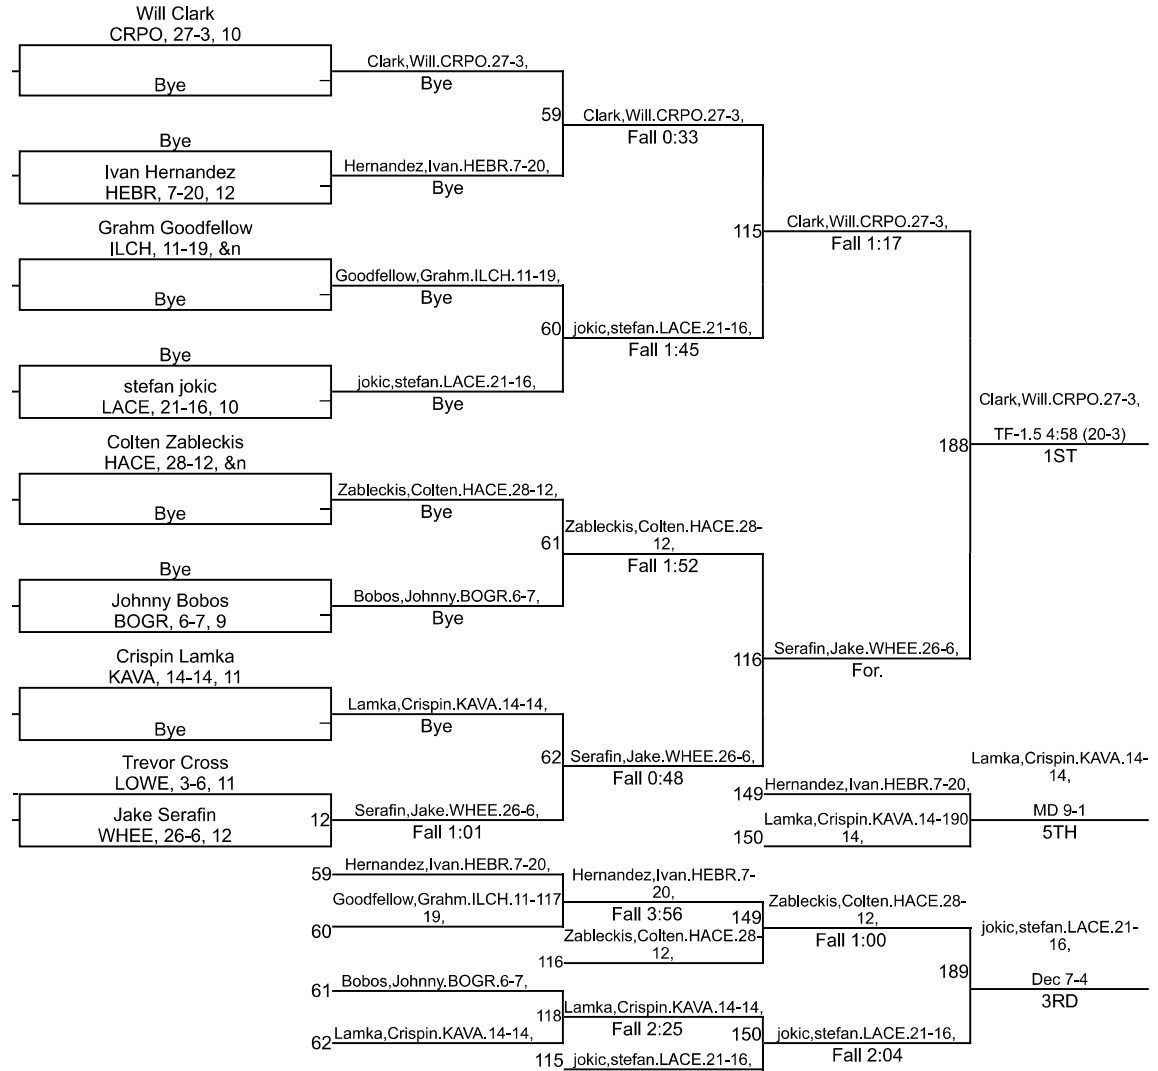 Will Clark
CRPO, 27-3, 10
Bye
Clark,Will.CRPO.27-3,
Bye
59
Clark,Will.CRPO.27-3,
Fall 0:33
Bye
Ivan Hernandez
HEBR, 7-20, 12
Hernandez,Ivan.HEBR.7-20,
Bye
Grahm Goodfellow
ILCH, 11-19, &n
Bye
115
Clark,Will.CRPO.27-3,
Fall 1:17
Goodfellow,Grahm.ILCH.11-19,
Bye
60
jokic,stefan.LACE.21-16,
Fall 1:45
Bye
stefan jokic
LACE, 21-16, 10
jokic,stefan.LACE.21-16,
Bye
Clark,Will.CRPO.27-3,
188
TF-1.5 4:58 (20-3)
1ST
Colten Zableckis
HACE, 28-12, &n
Bye
Zableckis,Colten.HACE.28-12,
Bye
61
Zableckis,Colten.HACE.28-
12,
Fall 1:52
Bye
Johnny Bobos
BOGR, 6-7, 9
Bobos,Johnny.BOGR.6-7,
Bye
116
Serafin,Jake.WHEE.26-6,
For.
Crispin Lamka
KAVA, 14-14, 11
Bye
Lamka,Crispin.KAVA.14-14,
Bye
62
Serafin,Jake.WHEE.26-6,
Fall 0:48
Trevor Cross
LOWE, 3-6, 11
Jake Serafin
WHEE, 26-6, 12
12
Serafin,Jake.WHEE.26-6,
Fall 1:01
149
Hernandez,Ivan.HEBR.7-20,
150
Lamka,Crispin.KAVA.14-190
14,
Lamka,Crispin.KAVA.14-
14,
MD 9-1
5TH
59
Hernandez,Ivan.HEBR.7-20,
Goodfellow,Grahm.ILCH.11-117
19,
60
Hernandez,Ivan.HEBR.7-
20,
Fall 3:56
149
Zableckis,Colten.HACE.28-
12,
116
Zableckis,Colten.HACE.28-
12,
Fall 1:00
61
Bobos,Johnny.BOGR.6-7,
118
62
Lamka,Crispin.KAVA.14-14,
Lamka,Crispin.KAVA.14-14,
Fall 2:25
150
115
jokic,stefan.LACE.21-16,
jokic,stefan.LACE.21-16,
Fall 2:04
189
jokic,stefan.LACE.21-
16,
Dec 7-4
3RD